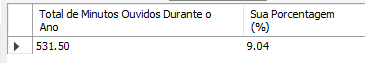 Total de Minutos Ouvidos Durante o Sua Porcentagem
Ano (%)
531.50 9.04